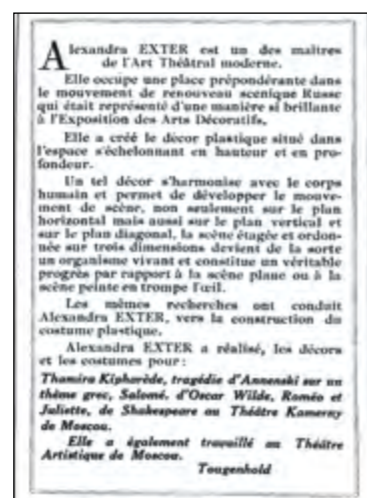 Alexandra EXTER est un des maîtres
de l'Art Théâtral moderne.
Elle occupe une place prépondérante dans
le mouvement de renouveau scenique Russe
qui était représenté d'une manière si brillante
à l'Exposition des Arts Décoratifs.
Elle a créé le décor plastique situé dans
l'espace s'échelonnant en hauteur et en pro-
fondeur.
Un tel décor s'harmonise avec le corps
humain et permet de développer le mouve-
ment de scène, non seulement sur le plan
horizontal mais aussi sur le plan vertical et
sur le plan diagonal, la scène étagée et ordon-
née sur trois dimensions devient de la sorte
un organisme vivant et constitue un véritable
progrès par rapport à la scène plane ou à la
scène peinte en trompe l'œil.
Les mêmes recherches ont conduit
Alexandra EXTER, vers la construction du
costume plastique.
Alexandra EXTER a réalisé, les décors
et les costumes pour :
Thamira Kipharède, tragédie d'Annenski sur un
thème grec, Salomé, d'Oscar Wilde, Roméo et
Juliette, de Shakespeare au Théâtre Kamerny
de Moscou.
Elle a également travaillé au Théâtre
Artistique de Moscou.
Tougenhold